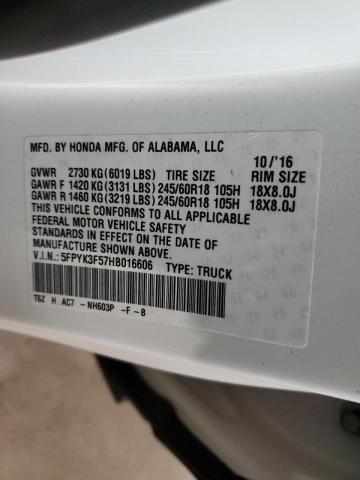 MFD. BY HONDA MFG. OF ALABAMA, LLC 10/'16
GVWR 2730 KG(6019 LBS) TIRE SIZE RIM SIZE
GAWR F 1420 KG(3131 LBS) 245/60R18 105H 18X8.0J
GAWR R 1460 KG(3219 LBS) 245/60R18 105H 18X8.0J
THIS VEHICLE CONFORMS TO ALL APPLICABLE
FEDERAL MOTOR VEHICLE SAFETY
STANDARDS IN EFFECT ON THE DATE OF
MANUFACTURE SHOWN ABOVE.
V.I.N.: 5FPYK3F57HB016606 TYPE: TRUCK
T6Z H AC7 -NH603P -F -B